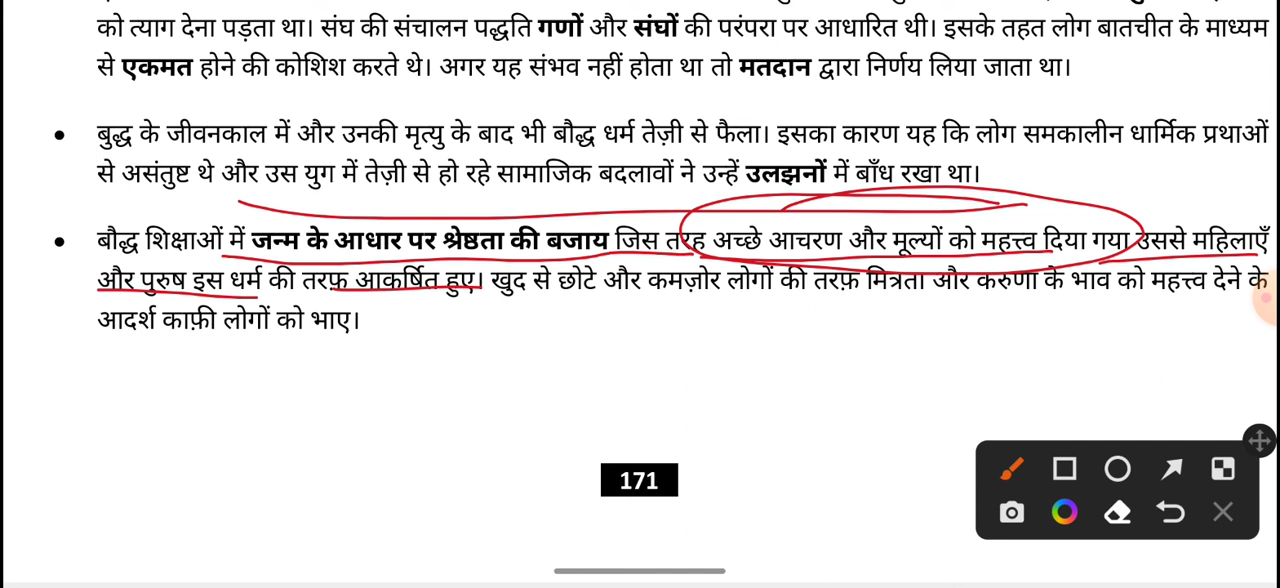 को त्याग देना पड़ता था। संघ की संचालन पद्धति गणों और संघों की परंपरा पर आधारित थी। इसके तहत लोग बातचीत के माध्यम
से एकमत होने की कोशिश करते थे। अगर यह संभव नहीं होता था तो मतदान द्वारा निर्णय लिया जाता था।
• बुद्ध के जीवनकाल में और उनकी मृत्यु के बाद भी बौद्ध धर्म तेज़ी से फैला। इसका कारण यह कि लोग समकालीन धार्मिक प्रथाओं
से असंतुष्ट थे और उस युग में तेज़ी से हो रहे सामाजिक बदलावों ने उन्हें उलझनों में बाँध रखा था।
• बौद्ध शिक्षाओं में जन्म के आधार पर श्रेष्ठता की बजाय जिस तरह अच्छे आचरण और मूल्यों को महत्त्व दिया गया उससे महिलाएँ
और पुरुष इस धर्म की तरफ़ आकर्षित हुए। खुद से छोटे और कमज़ोर लोगों की तरफ़ मित्रता और करुणा के भाव को महत्त्व देने के
आदर्श काफ़ी लोगों को भाए।
171